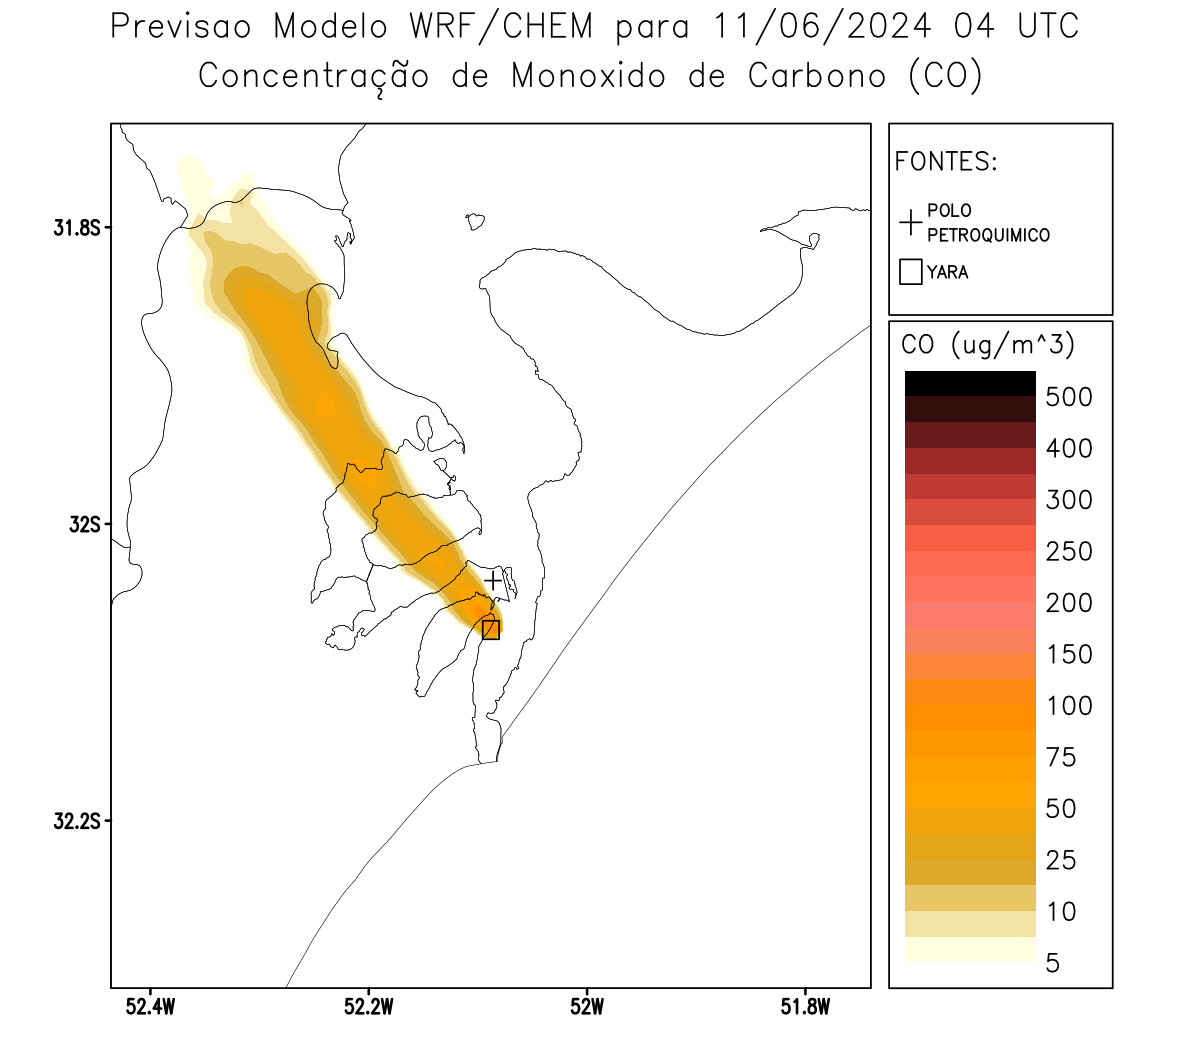 Previsao Modelo WRF/CHEM para 11/06/2024 04 UTC
Concentração de Monoxido de Carbono (CO)
FONTES:
POLO
PETROQUIMICO
YARA
CO (ug/m^3)
500
400
300
250
200
150
100
75
50
25
10
5
31.8S
32S
32.2S
52.4W
52.2W
52W
51.8W